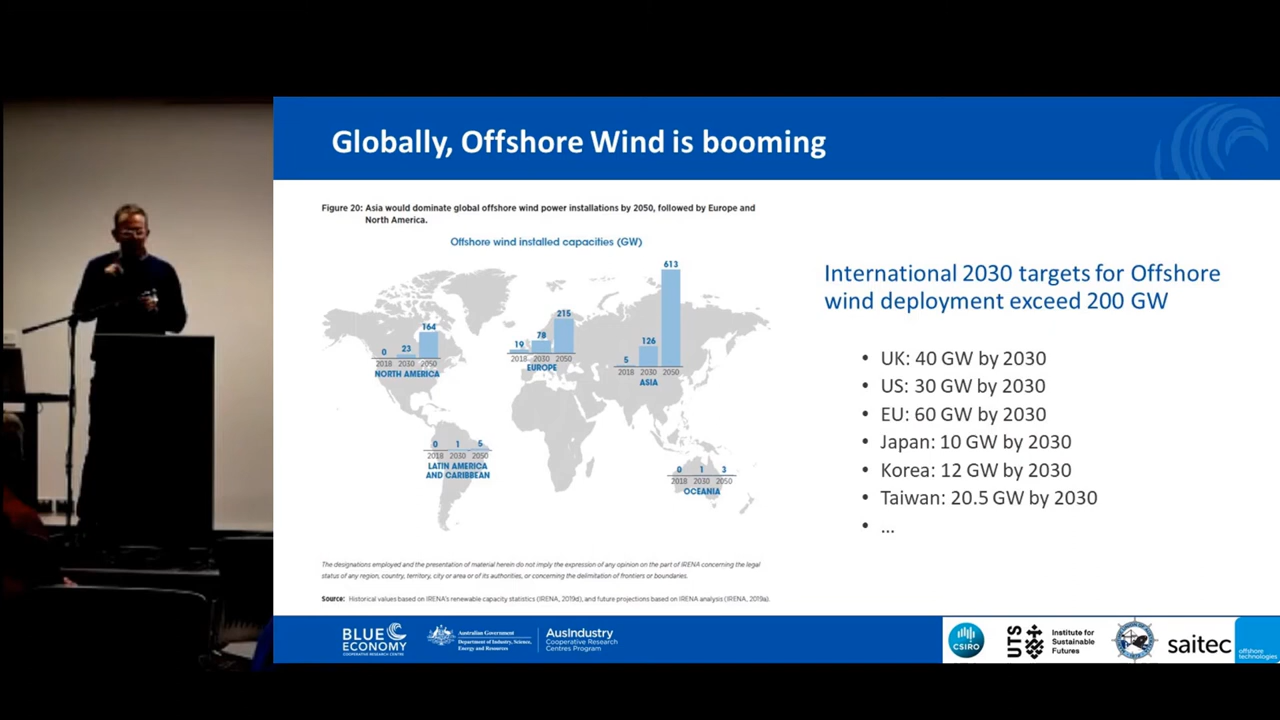 Globally, Offshore Wind is booming
Figure 20: Asia would dominate global offshore wind power installations by 2050, followed by Europe and
North America.
Offshore wind installed capacities (GW)
0 23 164
2018 2030 2050
NORTH AMERICA
19 78 215
2018 2030 2050
EUROPE
5 126 613
2018 2030 2050
ASIA
0 1 5
2018 2030 2050
LATIN AMERICA
AND CARIBBEAN
0 1 3
2018 2030 2050
OCEANIA
The designations employed and the presentation of material herein do not imply the expression of any opinion on the part of IRENA concerning the legal
status of any region, country, territory, city or area or of its authorities, or concerning the delimitation of frontiers or boundaries.
Source: Historical values based on IRENA's renewable capacity statistics (IRENA, 2019d), and future projections based on IRENA analysis (IRENA, 2019a).
International 2030 targets for Offshore
wind deployment exceed 200 GW
• UK: 40 GW by 2030
• US: 30 GW by 2030
• EU: 60 GW by 2030
• Japan: 10 GW by 2030
• Korea: 12 GW by 2030
• Taiwan: 20.5 GW by 2030
• ...
BLUE
ECONOMY
COOPERATIVE RESEARCH CENTRE
Australian Government
Department of Industry, Science,
Energy and Resources
AusIndustry
Cooperative Research
Centres Program
CSIRO
UTS
Institute for
Sustainable
Futures
saitec
offshore
technologies